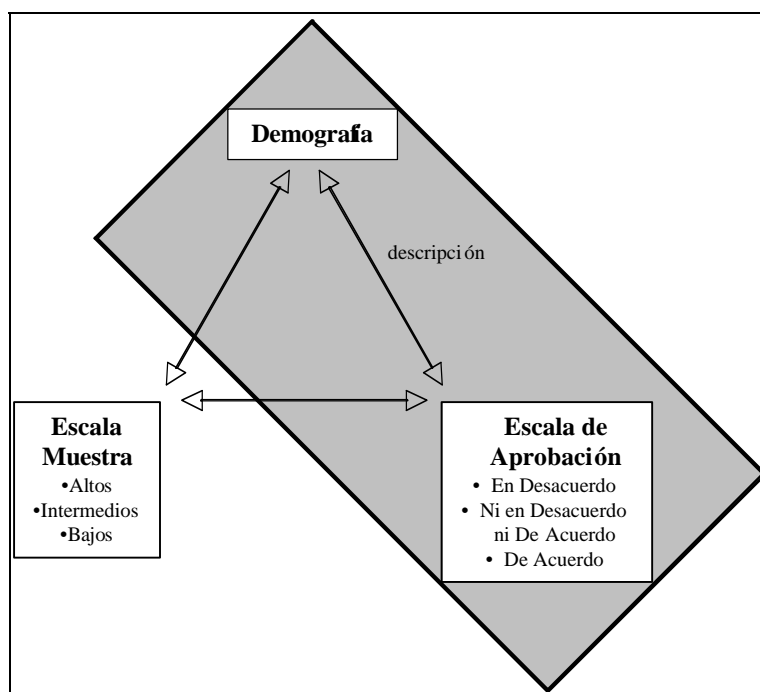 Demografía
descripción
Escala
Muestra
•Altos
•Intermedios
•Bajos
Escala de
Aprobación
• En Desacuerdo
• Ni en Desacuerdo
ni De Acuerdo
• De Acuerdo